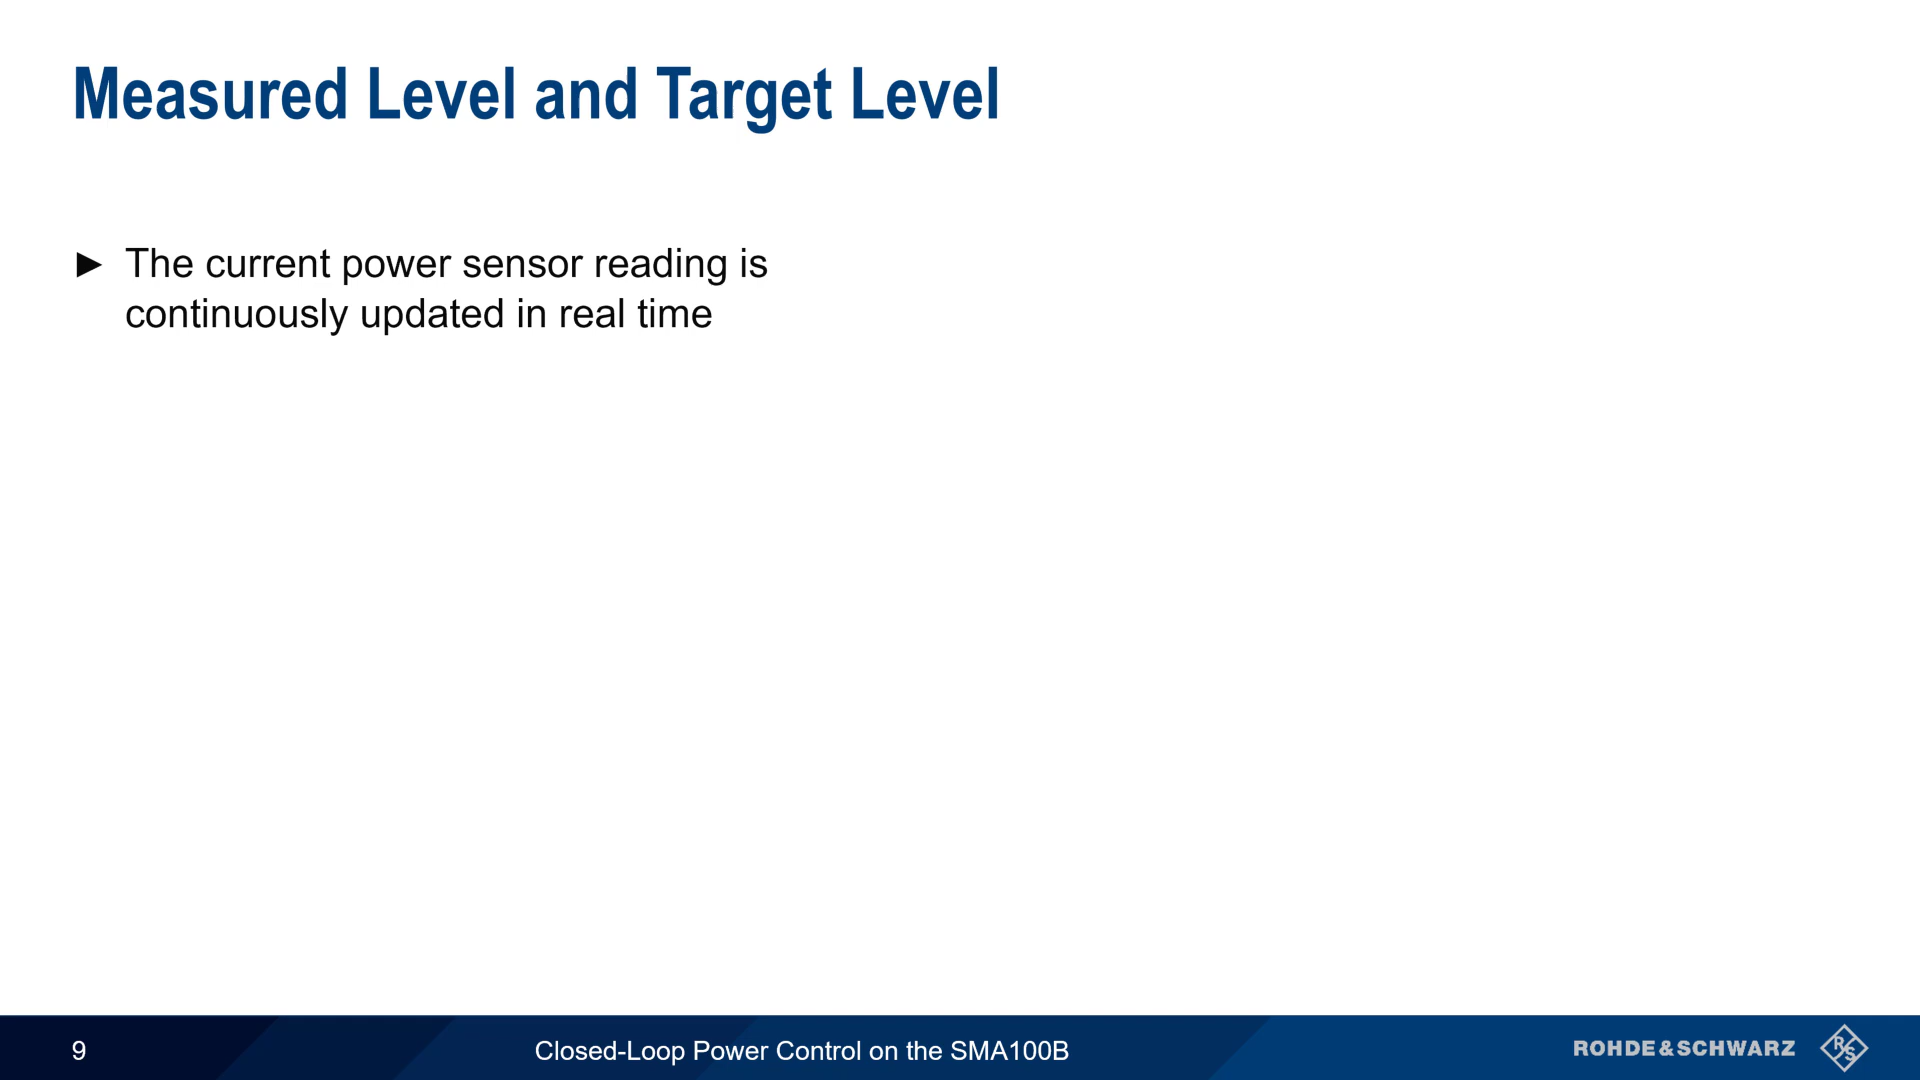 Measured Level and Target Level
► The current power sensor reading is
continuously updated in real time
9
Closed-Loop Power Control on the SMA100B
ROHDE&SCHWARZ
R&S